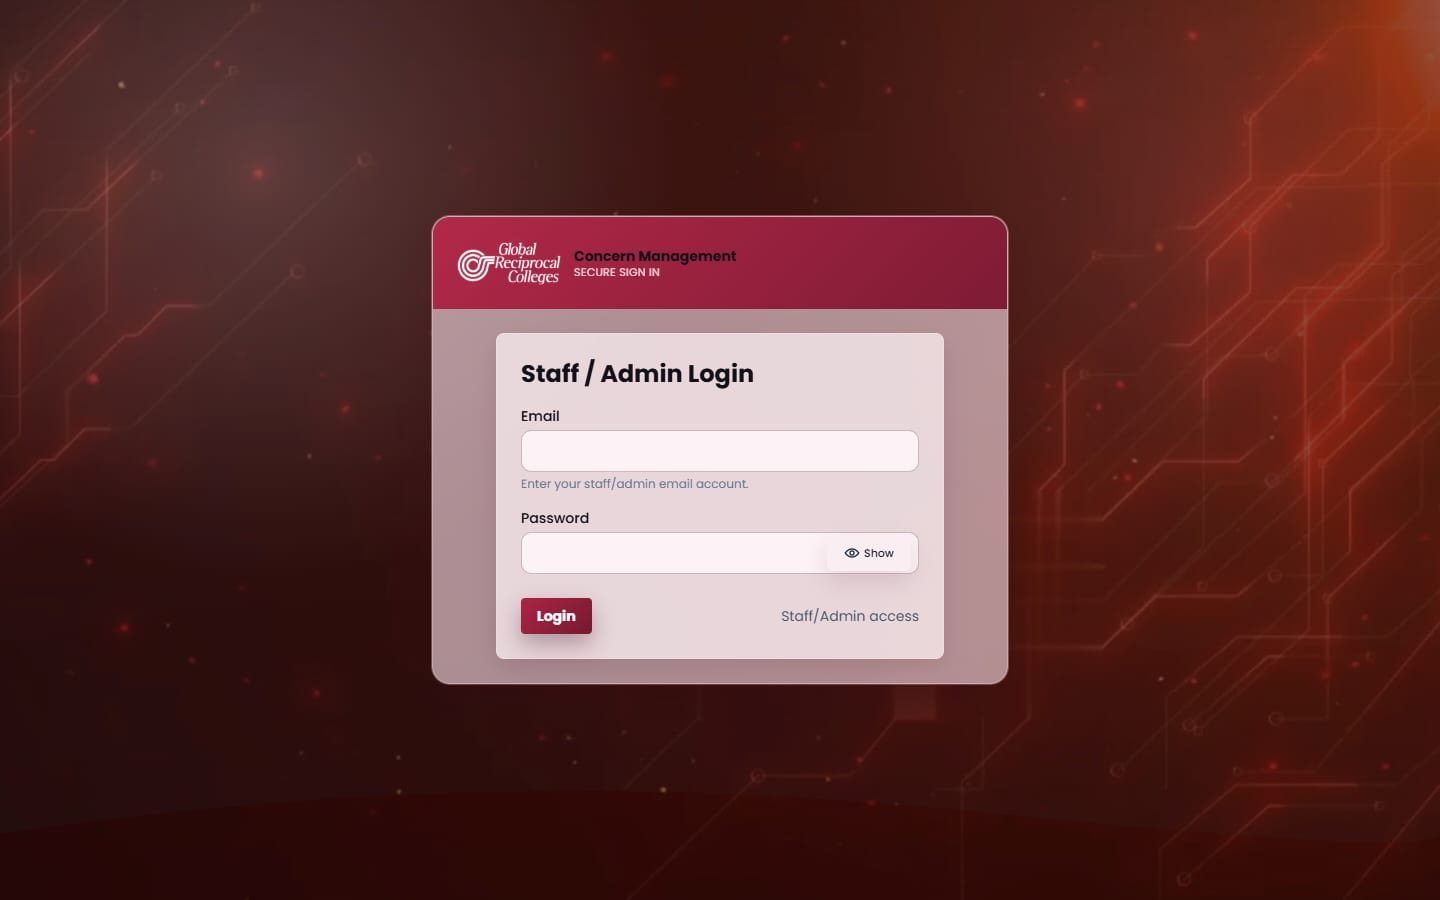 Global
Reciprocal
Colleges
Concern Management
SECURE SIGN IN
Staff / Admin Login
Email
Enter your staff/admin email account.
Password
Show
Login
Staff/Admin access